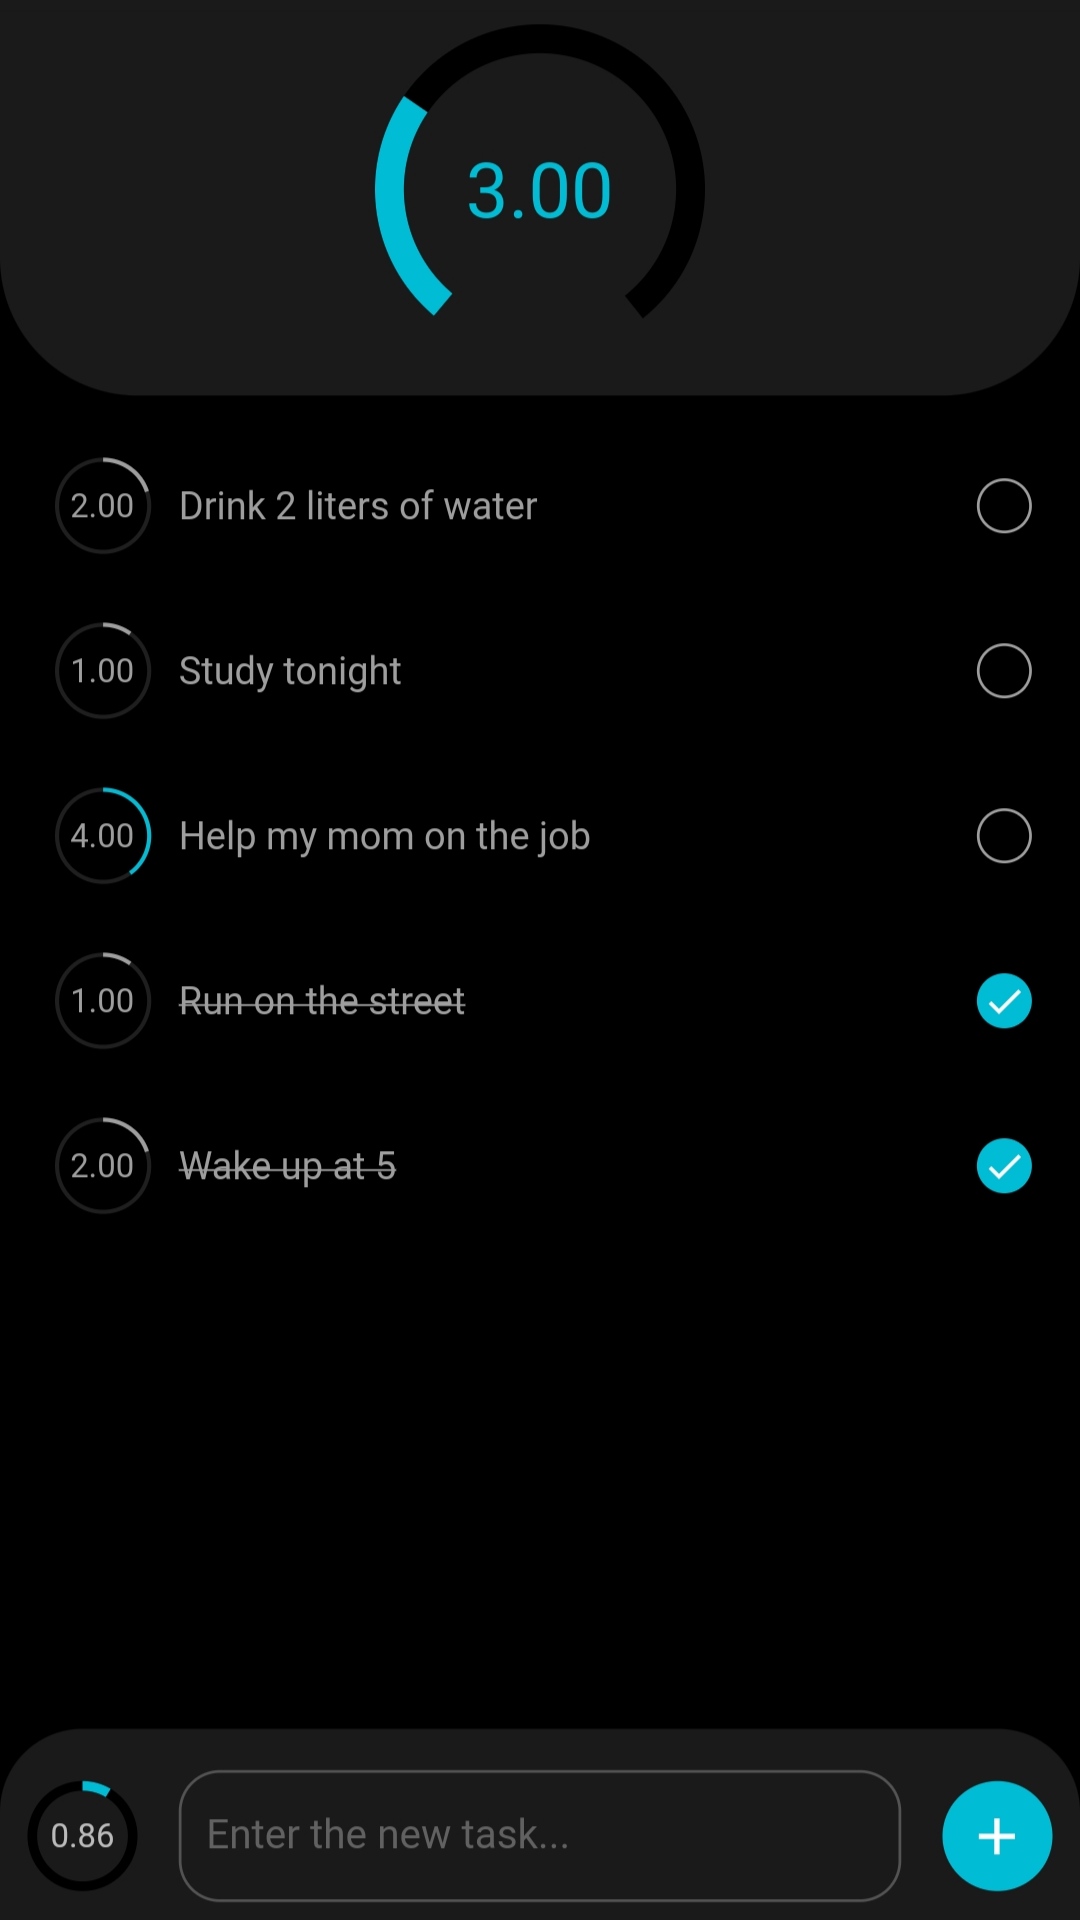 3.00
2.00 Drink 2 liters of water
1.00 Study tonight
4.00 Help my mom on the job
1.00 Run on the street
2.00 Wake up at 5
0.86 Enter the new task...